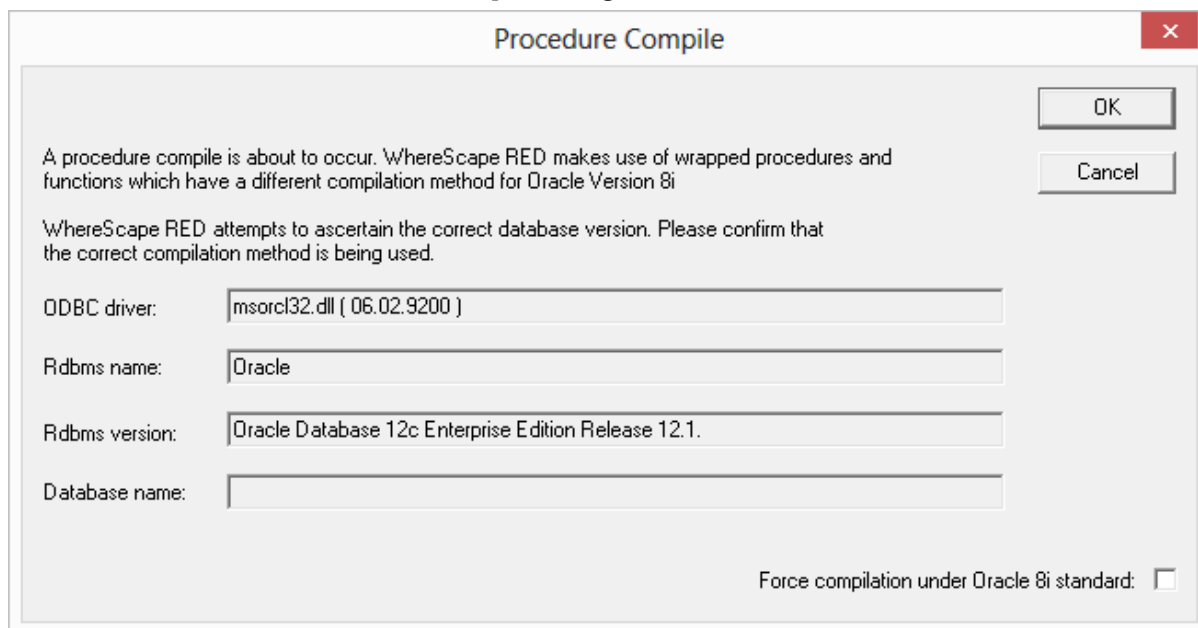 Procedure Compile
OK
A procedure compile is about to occur. WhereScape RED makes use of wrapped procedures and
functions which have a different compilation method for Oracle Version 8i
Cancel
WhereScape RED attempts to ascertain the correct database version. Please confirm that
the correct compilation method is being used.
ODBC driver: msorcl32.dll ( 06.02.9200 )
Rdbms name: Oracle
Rdbms version: Oracle Database 12c Enterprise Edition Release 12.1.
Database name:
Force compilation under Oracle 8i standard: